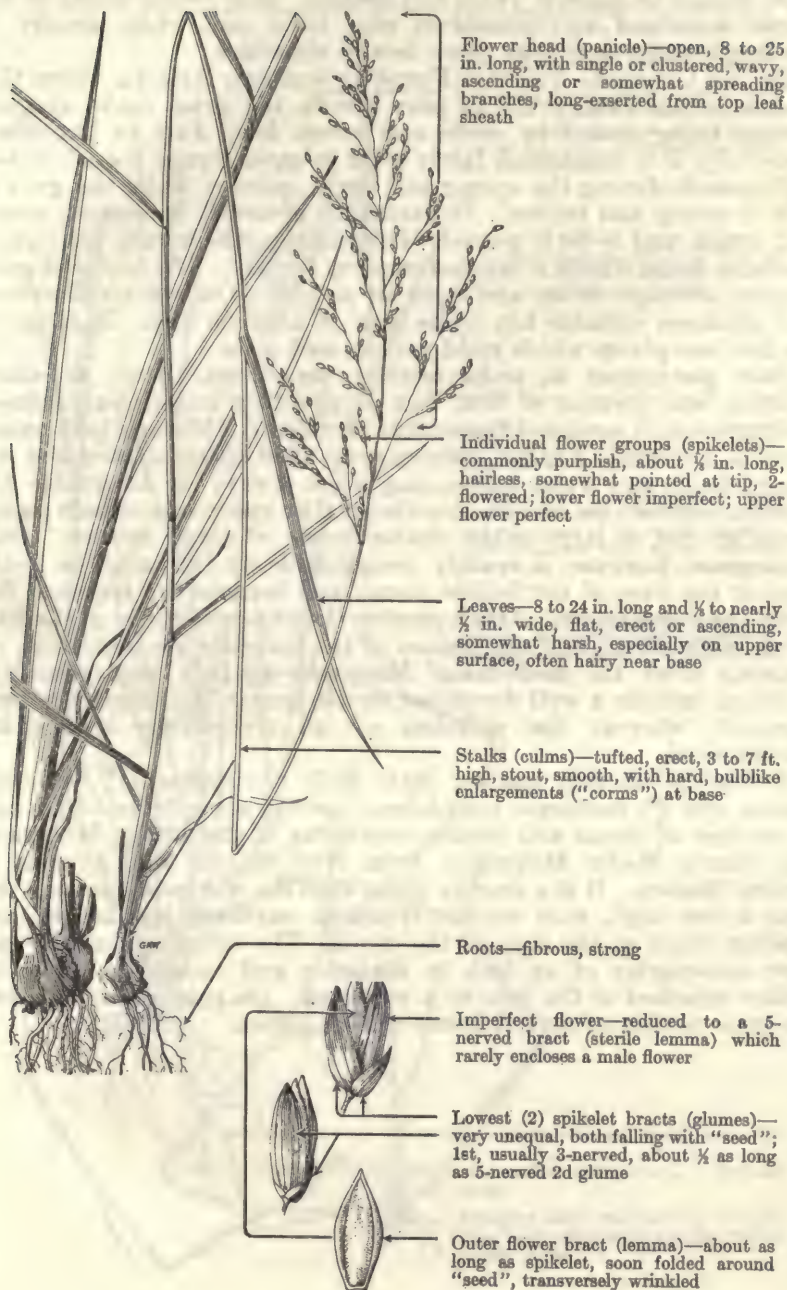 Flower head (panicle)—open, 8 to 25
in. long, with single or clustered, wavy,
ascending or somewhat spreading
branches, long-exserted from top leaf
sheath
Individual flower groups (spikelets)—
commonly purplish, about ⅛ in. long,
hairless, somewhat pointed at tip, 2-
flowered; lower flower imperfect; upper
flower perfect
Leaves—8 to 24 in. long and ⅛ to nearly
½ in. wide, flat, erect or ascending,
somewhat harsh, especially on upper
surface, often hairy near base
Stalks (culms)—tufted, erect, 3 to 7 ft.
high, stout, smooth, with hard, bulblike
enlargements ("corms") at base
Roots—fibrous, strong
Imperfect flower—reduced to a 5-
nerved bract (sterile lemma) which
rarely encloses a male flower
Lowest (2) spikelet bracts (glumes)—
very unequal, both falling with "seed";
1st, usually 3-nerved, about ½ as long
as 5-nerved 2d glume
Outer flower bract (lemma)—about as
long as spikelet, soon folded around
"seed", transversely wrinkled